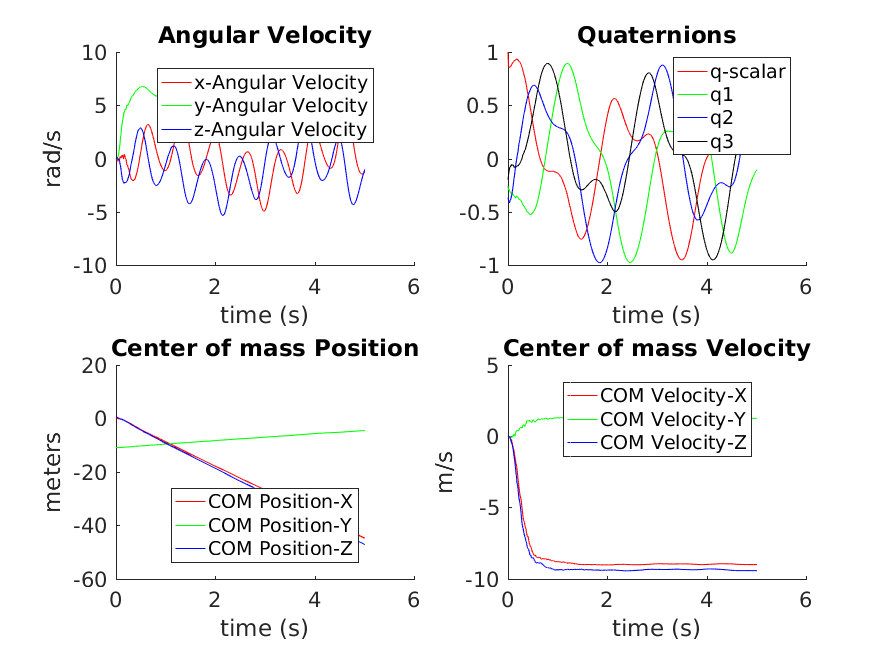 Angular Velocity
10
5
0
-5
-10
rad/s
x-Angular Velocity
y-Angular Velocity
z-Angular Velocity
0
2
4
6
time (s)
Quaternions
1
0.5
0
-0.5
-1
q-scalar
q1
q2
q3
0
2
4
6
time (s)
Center of mass Position
20
0
-20
-40
-60
meters
COM Position-X
COM Position-Y
COM Position-Z
0
2
4
6
time (s)
Center of mass Velocity
5
0
-5
-10
m/s
COM Velocity-X
COM Velocity-Y
COM Velocity-Z
0
2
4
6
time (s)